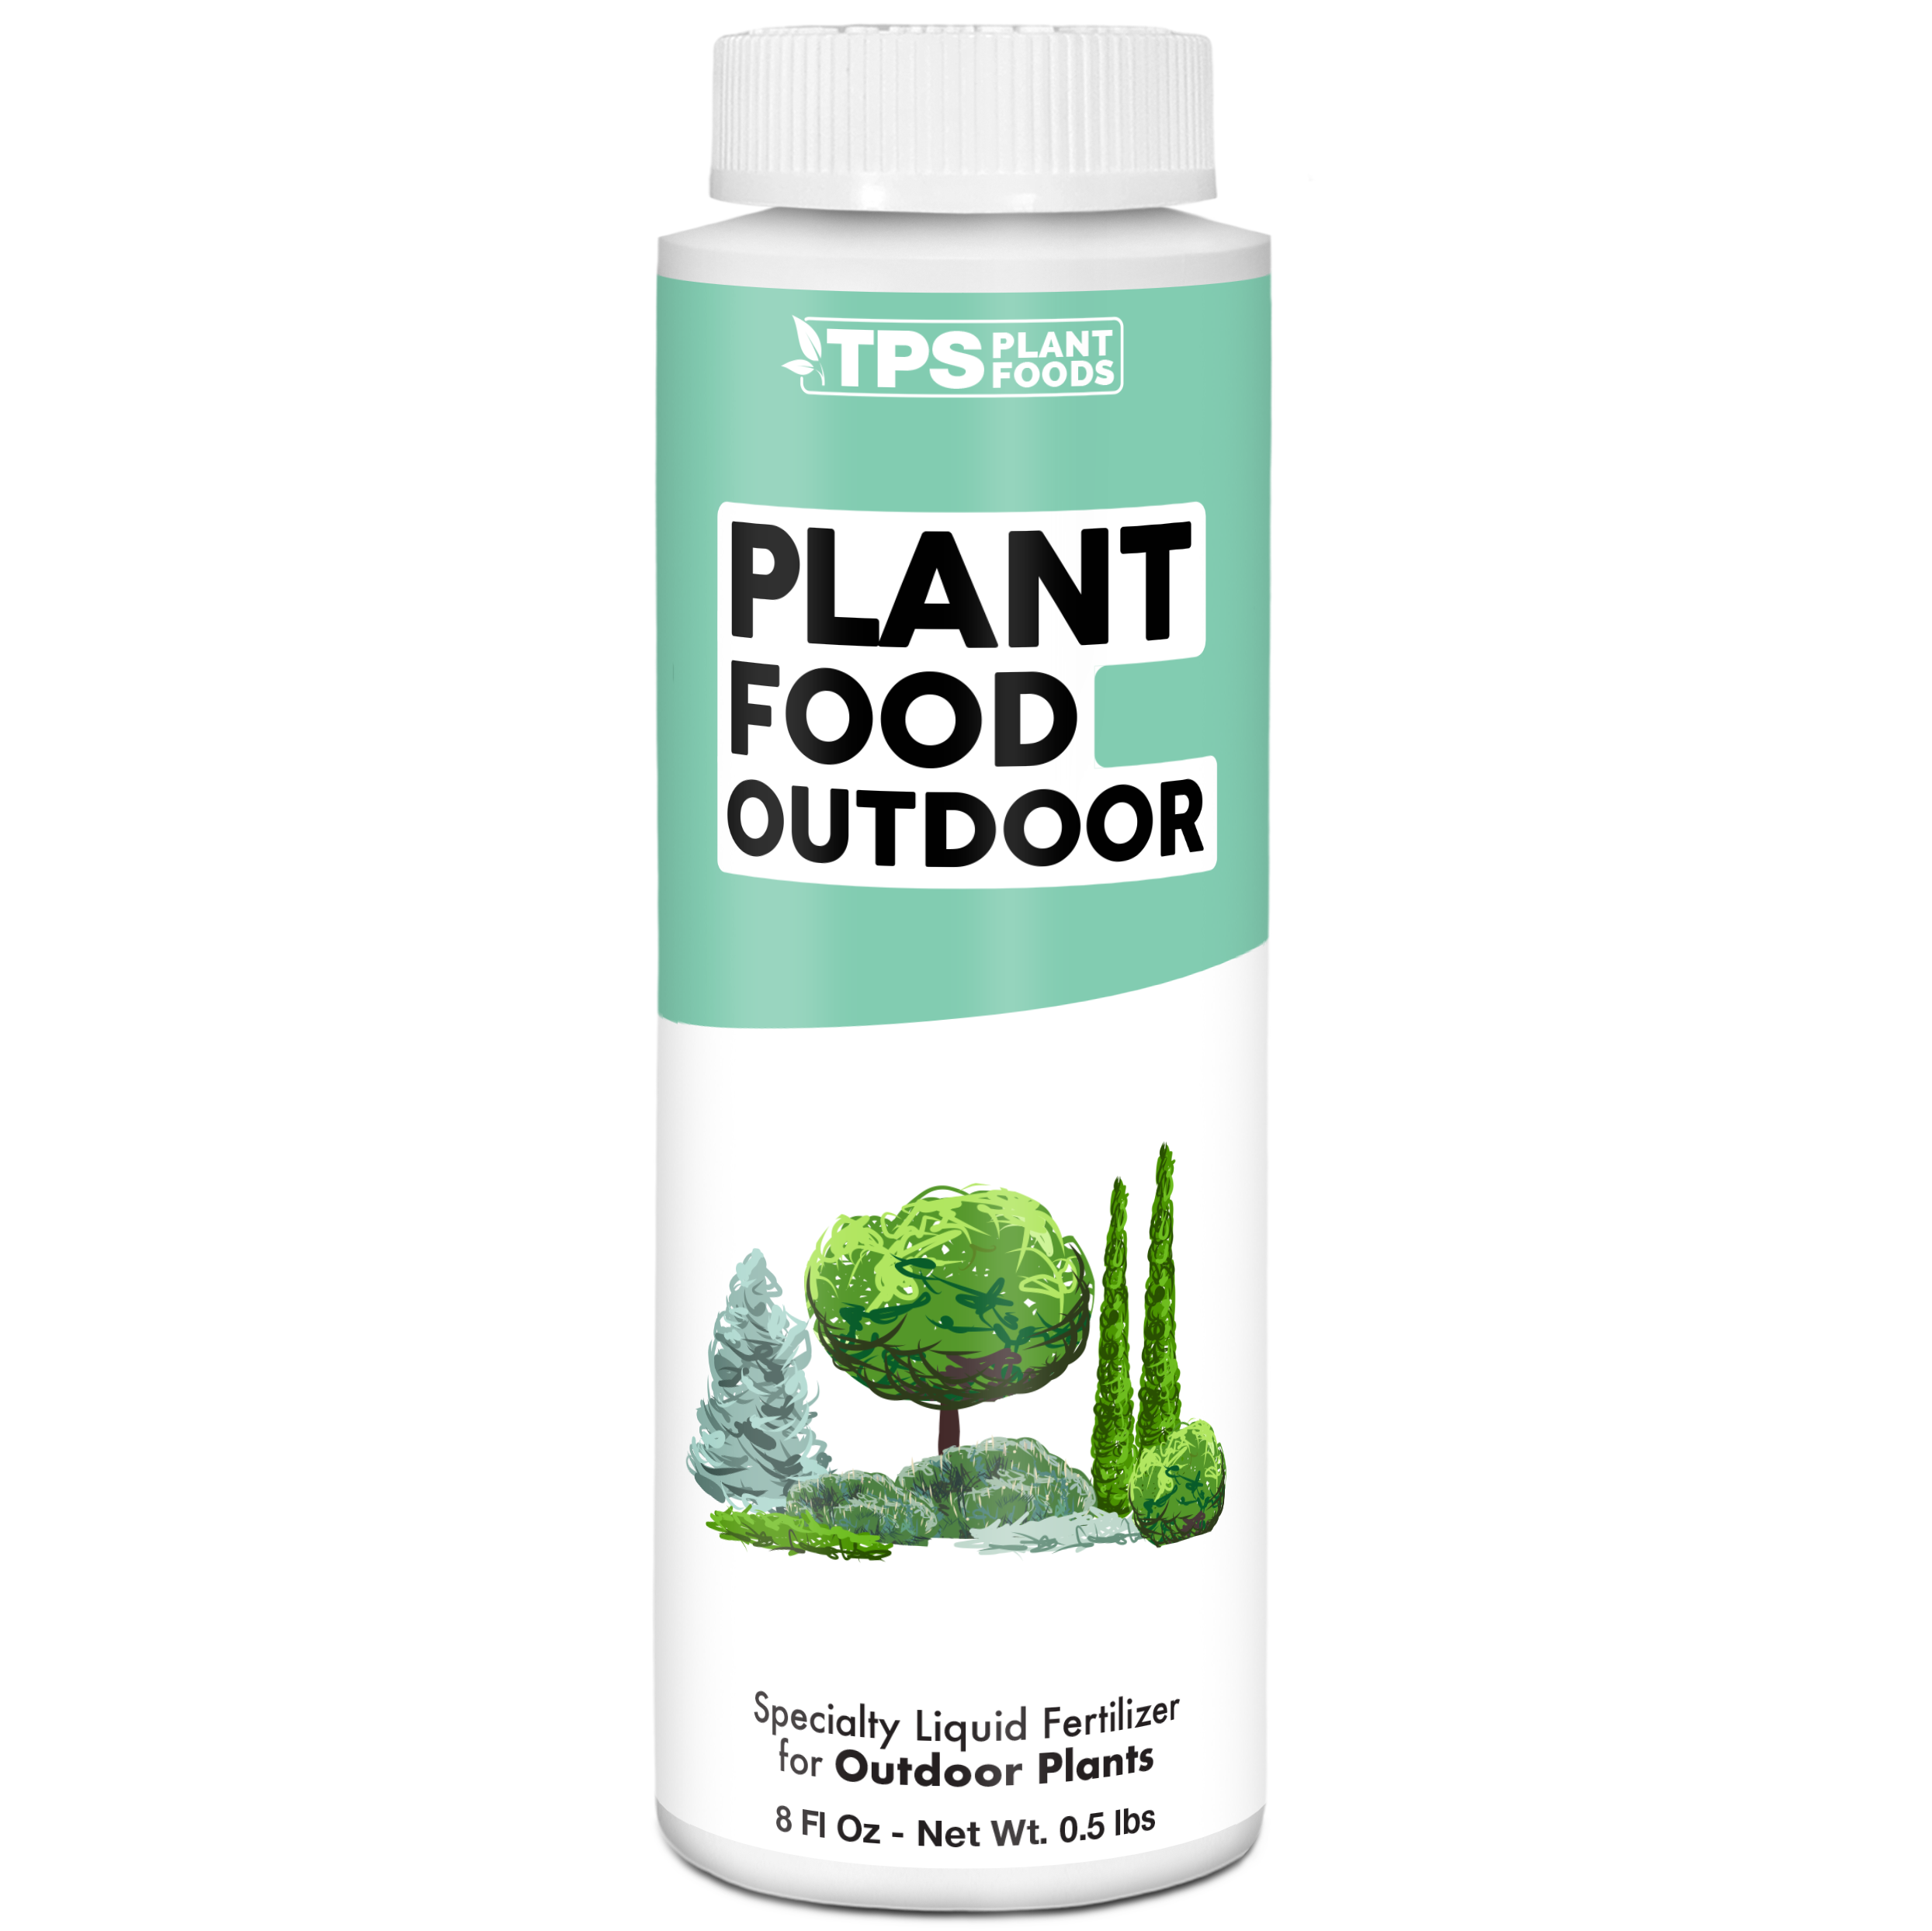 TPS PLANT FOODS
PLANT
FOOD
OUTDOOR
Specialty Liquid Fertilizer
for Outdoor Plants
8 Fl Oz - Net Wt. 0.5 lbs